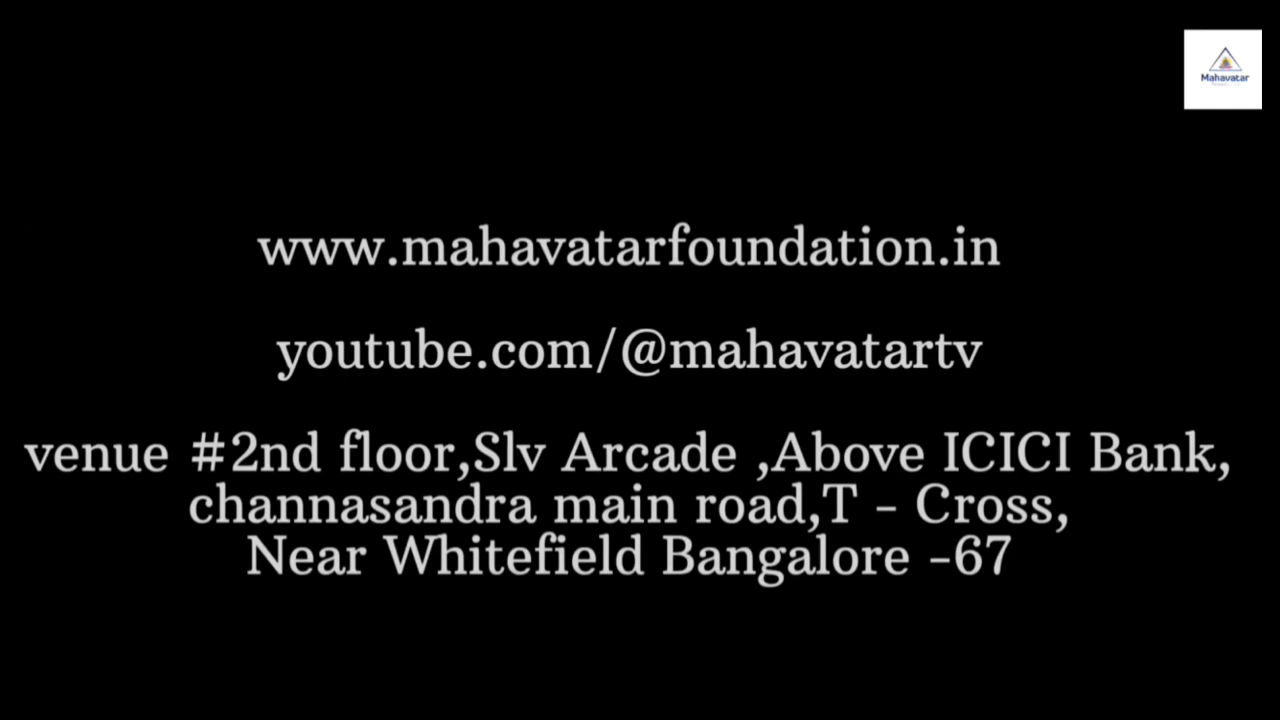 Mahavatar
www.mahavatarfoundation.in
youtube.com/@mahavatartv
venue #2nd floor,Slv Arcade ,Above ICICI Bank,
channasandra main road,T - Cross,
Near Whitefield Bangalore -67